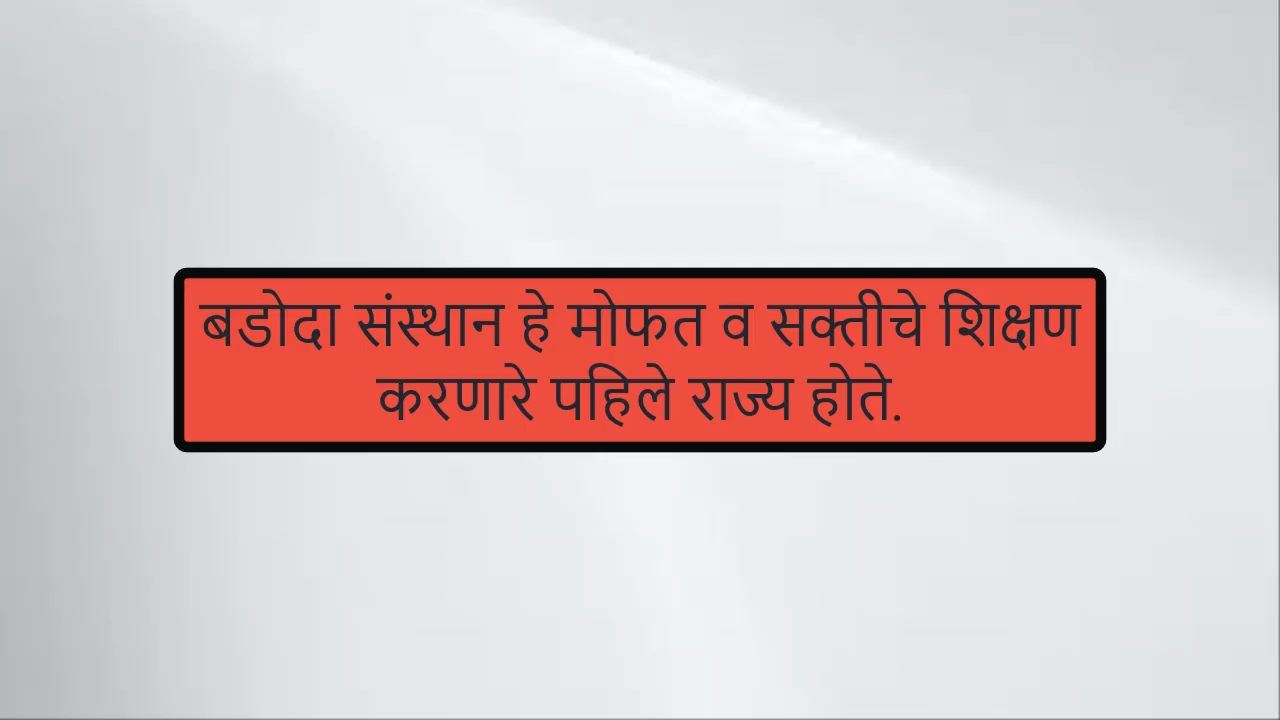 बडोदा संस्थान हे मोफत व सक्तीचे शिक्षण
करणारे पहिले राज्य होते.